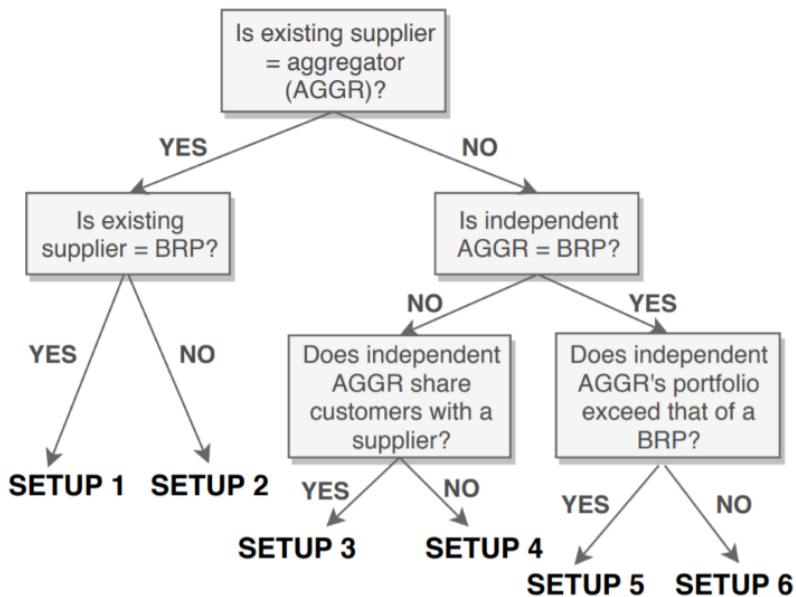 Is existing supplier
= aggregator
(AGGR)?
YES
NO
Is existing
supplier = BRP?
Is independent
AGGR = BRP?
YES
NO
NO
YES
Does independent
AGGR share
customers with a
supplier?
Does independent
AGGR's portfolio
exceed that of a
BRP?
SETUP 1
SETUP 2
YES
NO
YES
NO
SETUP 3
SETUP 4
SETUP 5
SETUP 6